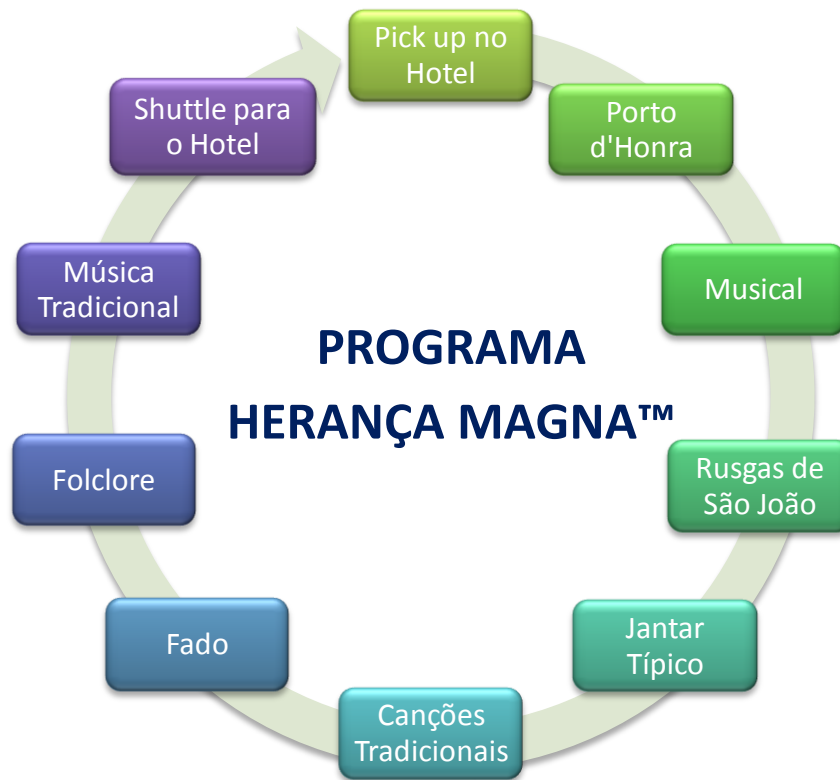 Pick up no
Hotel
Porto
d'Honra
Musical
Rusgas de
São João
Jantar
Típico
Canções
Tradicionais
Fado
Folclore
Música
Tradicional
Shuttle para
o Hotel
PROGRAMA
HERANÇA MAGNA™